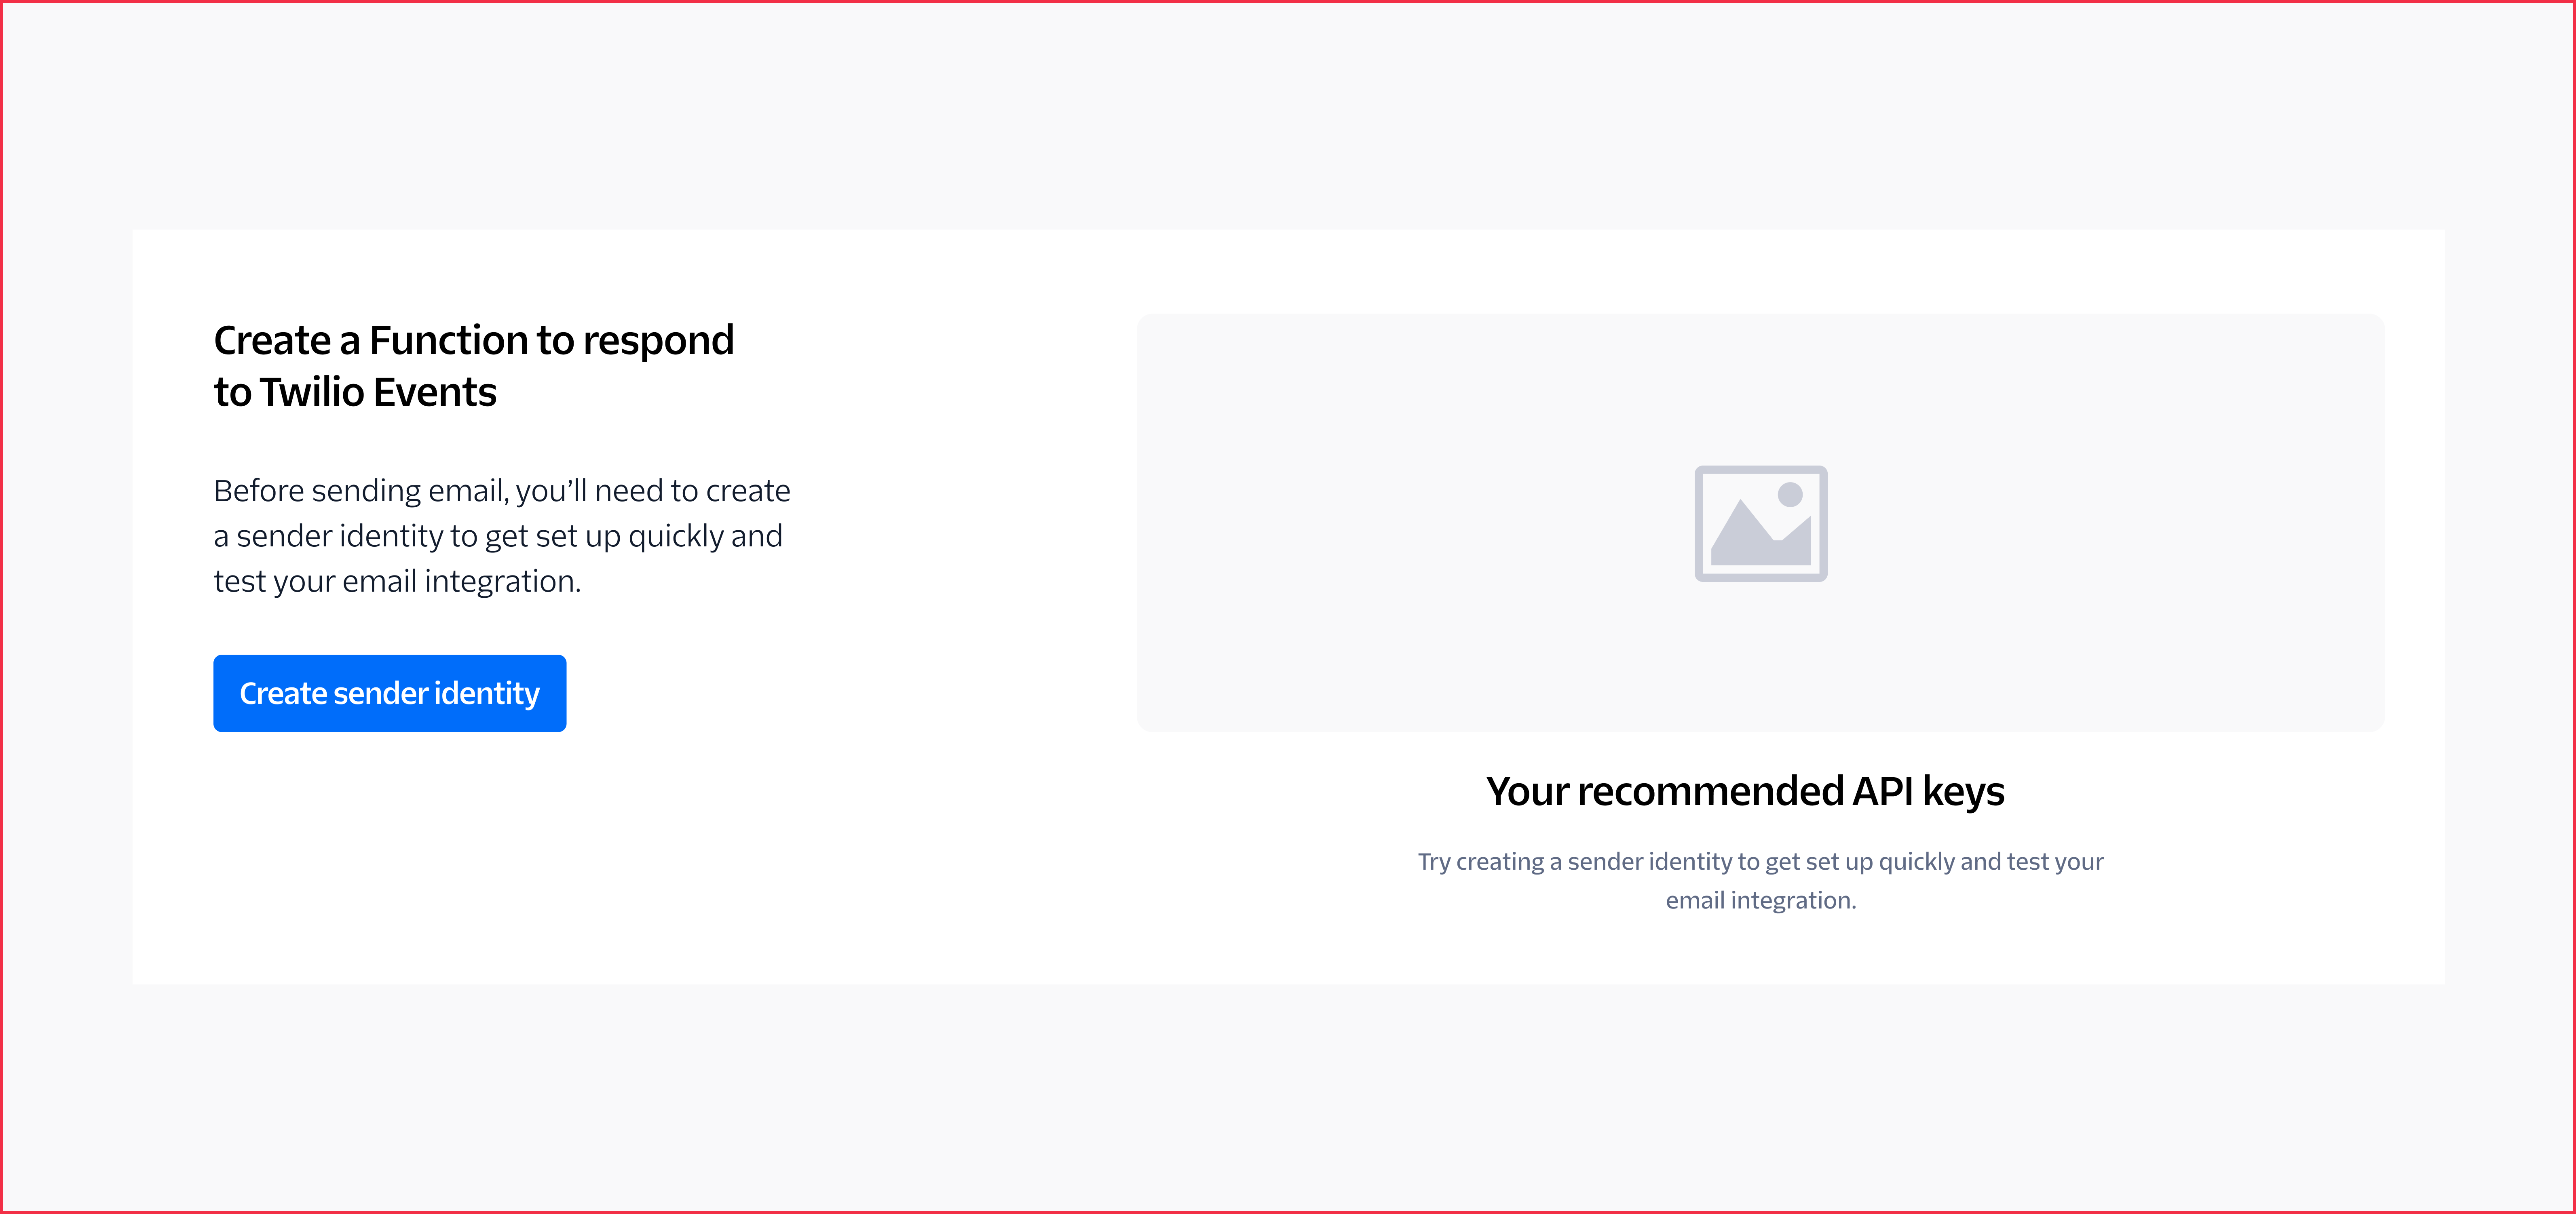 Create a Function to respond
to Twilio Events
Before sending email, you’ll need to create
a sender identity to get set up quickly and
test your email integration.
Create sender identity
Your recommended API keys
Try creating a sender identity to get set up quickly and test your
email integration.